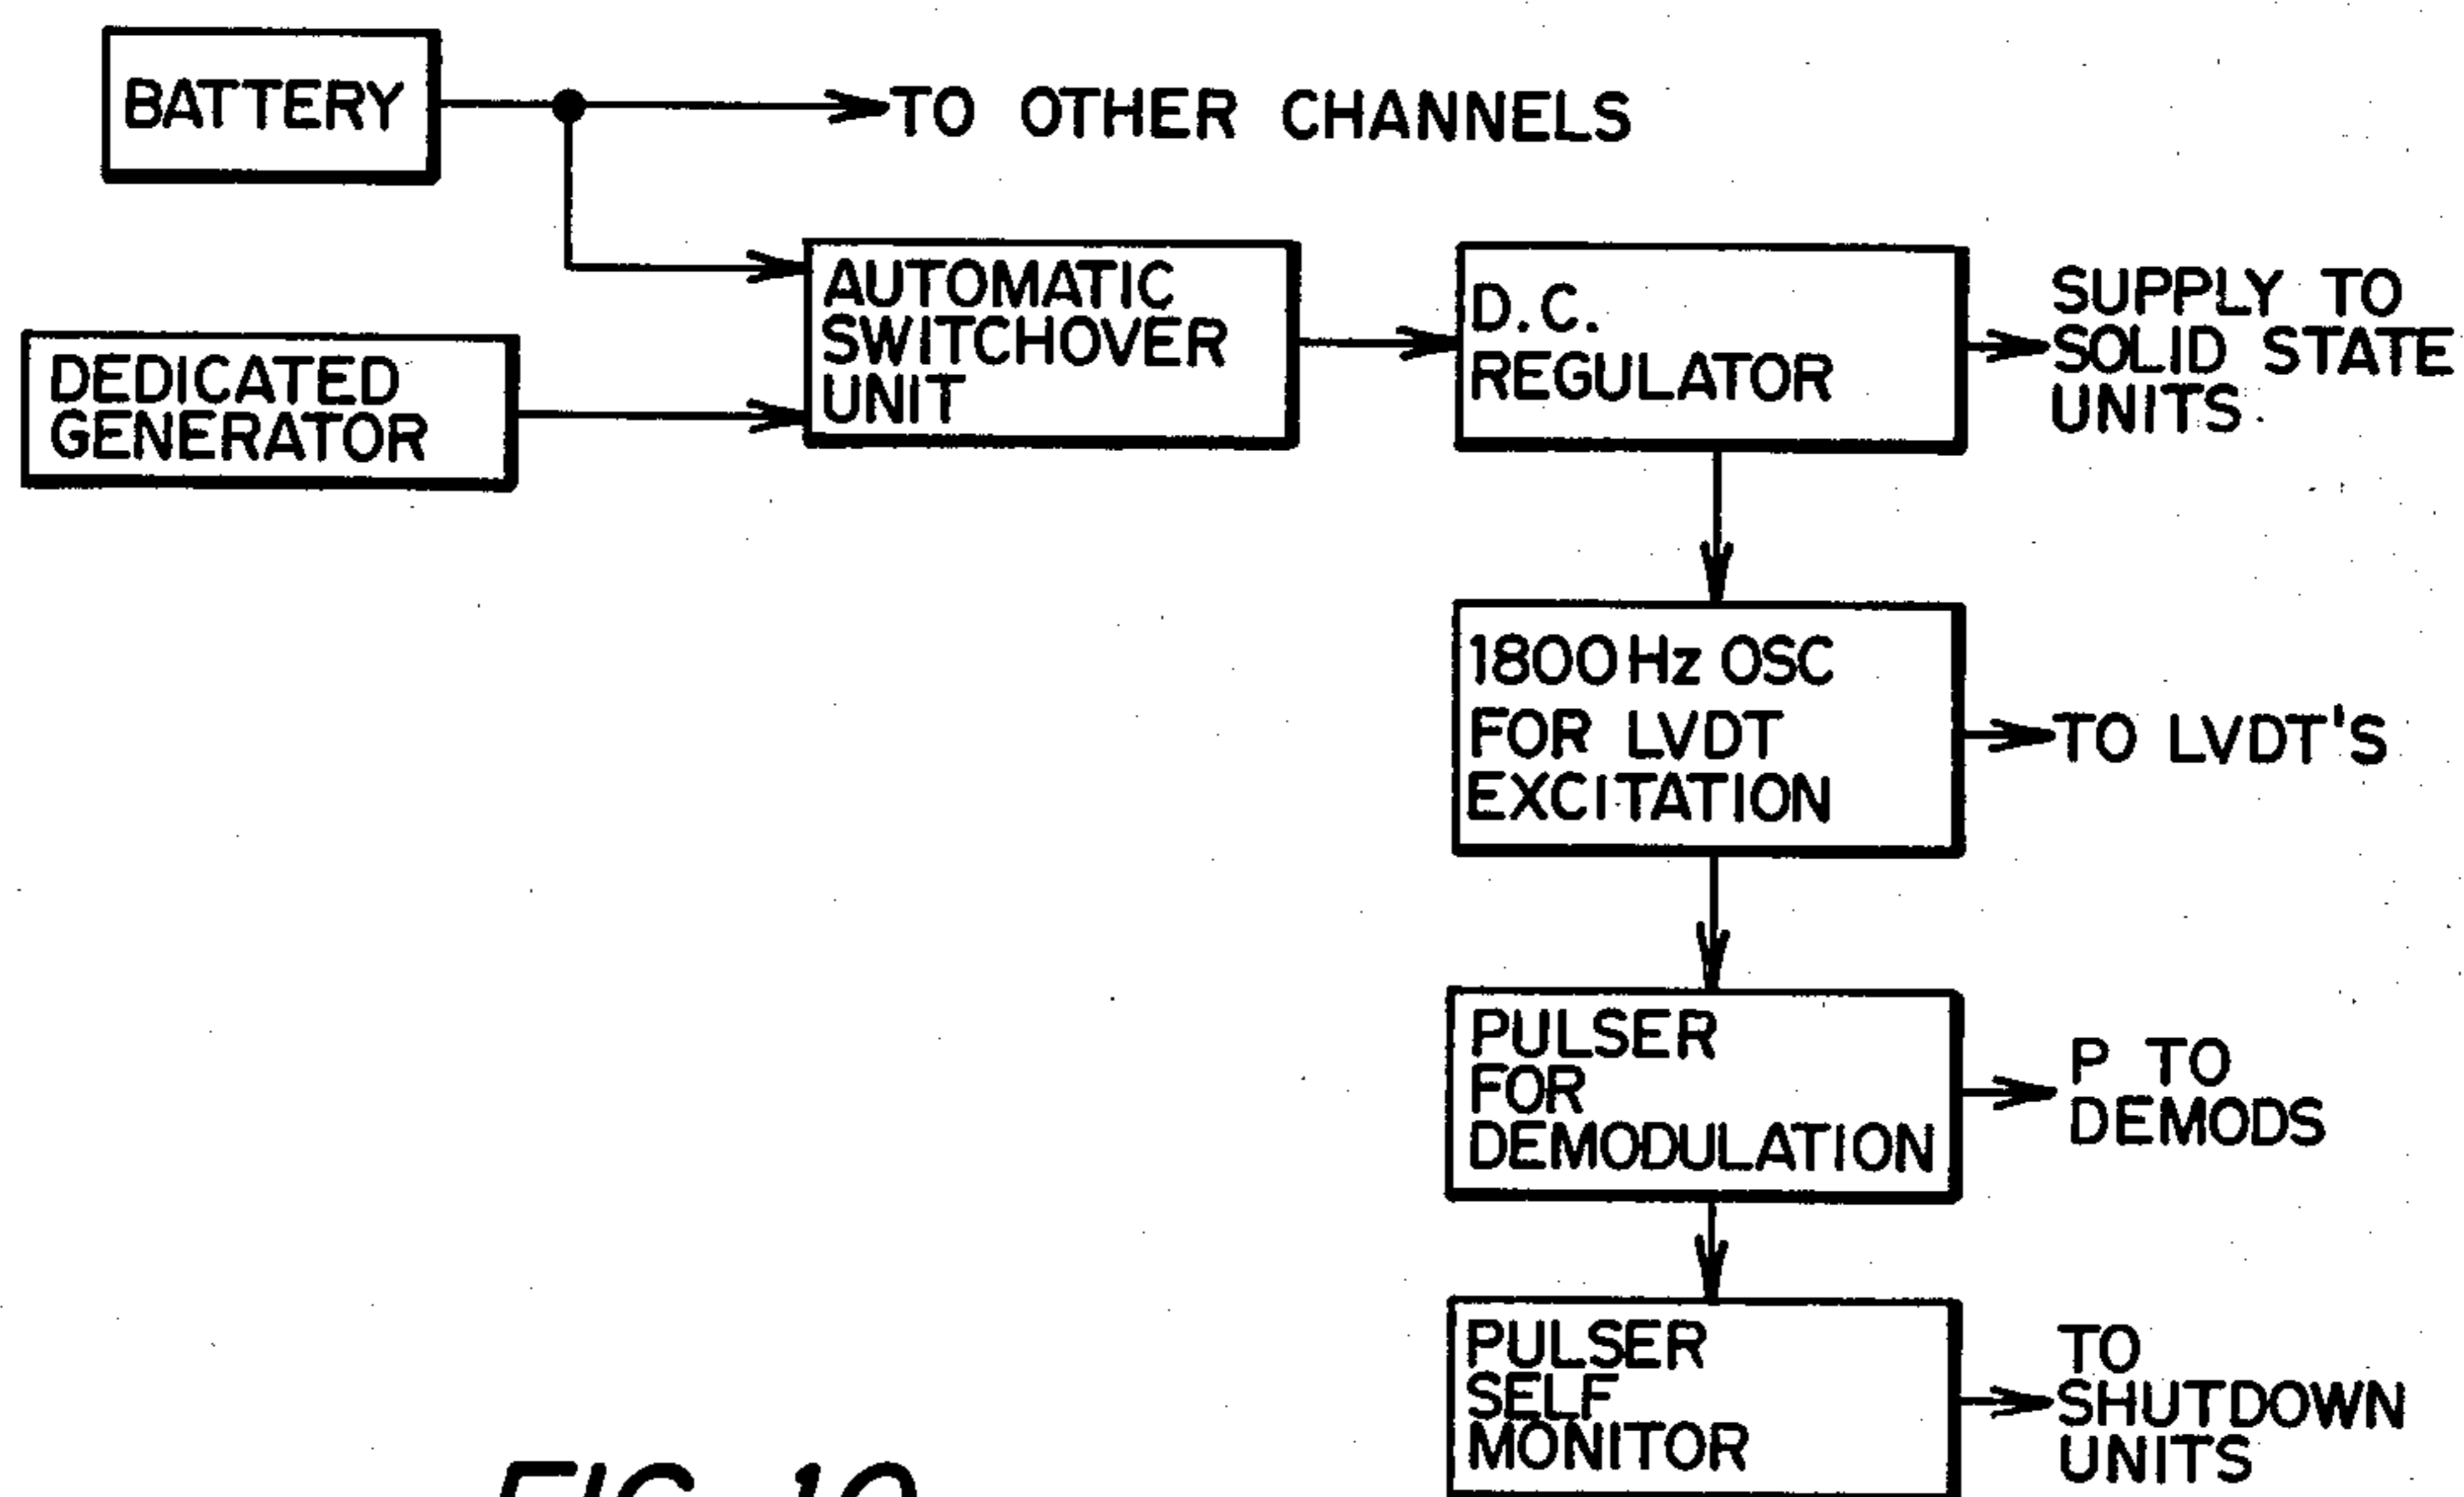 BATTERY
TO OTHER CHANNELS
DEDICATED
GENERATOR
AUTOMATIC
SWITCHOVER
UNIT
D.C.
REGULATOR
SUPPLY TO
SOLID STATE
UNITS
1800 Hz OSC
FOR LVDT
EXCITATION
TO LVDT'S
PULSER
FOR
DEMODULATION
P TO
DEMODS
PULSER
SELF
MONITOR
TO
SHUTDOWN
UNITS
FIG.